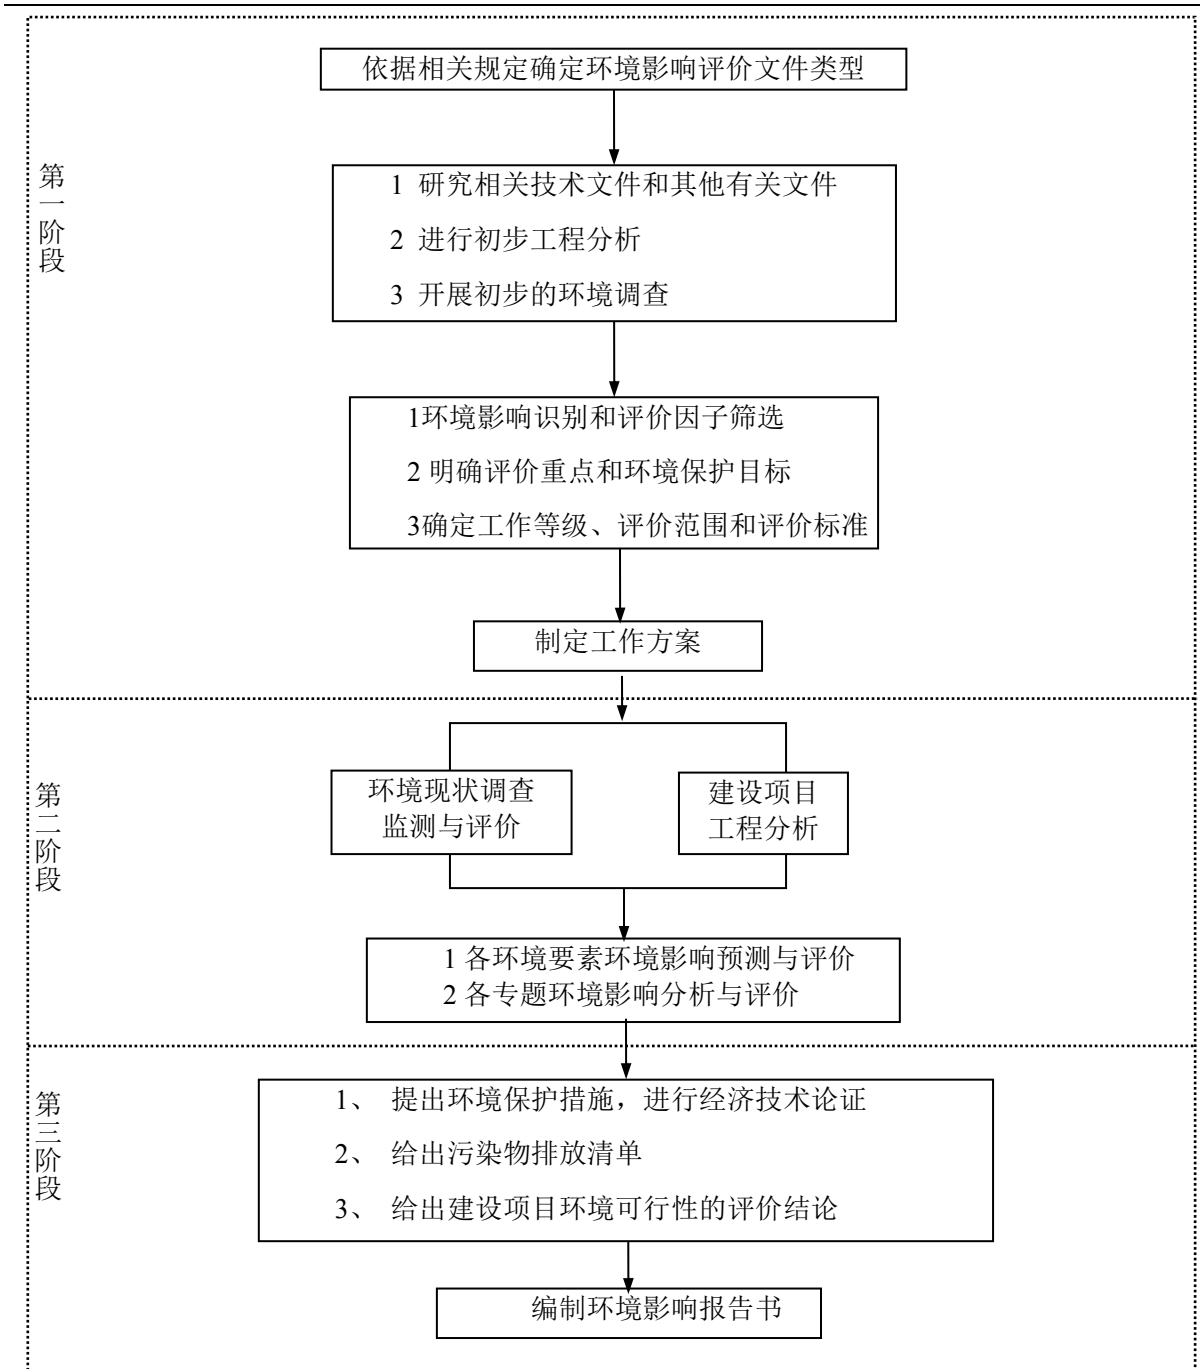 依据相关规定确定环境影响评价文件类型
第一阶段
1 研究相关技术文件和其他有关文件
2 进行初步工程分析
3 开展初步的环境调查
1环境影响识别和评价因子筛选
2 明确评价重点和环境保护目标
3确定工作等级、评价范围和评价标准
制定工作方案
第二阶段
环境现状调查
监测与评价
建设项目
工程分析
1 各环境要素环境影响预测与评价
2 各专题环境影响分析与评价
第三阶段
1、 提出环境保护措施，进行经济技术论证
2、 给出污染物排放清单
3、 给出建设项目环境可行性的评价结论
编制环境影响报告书